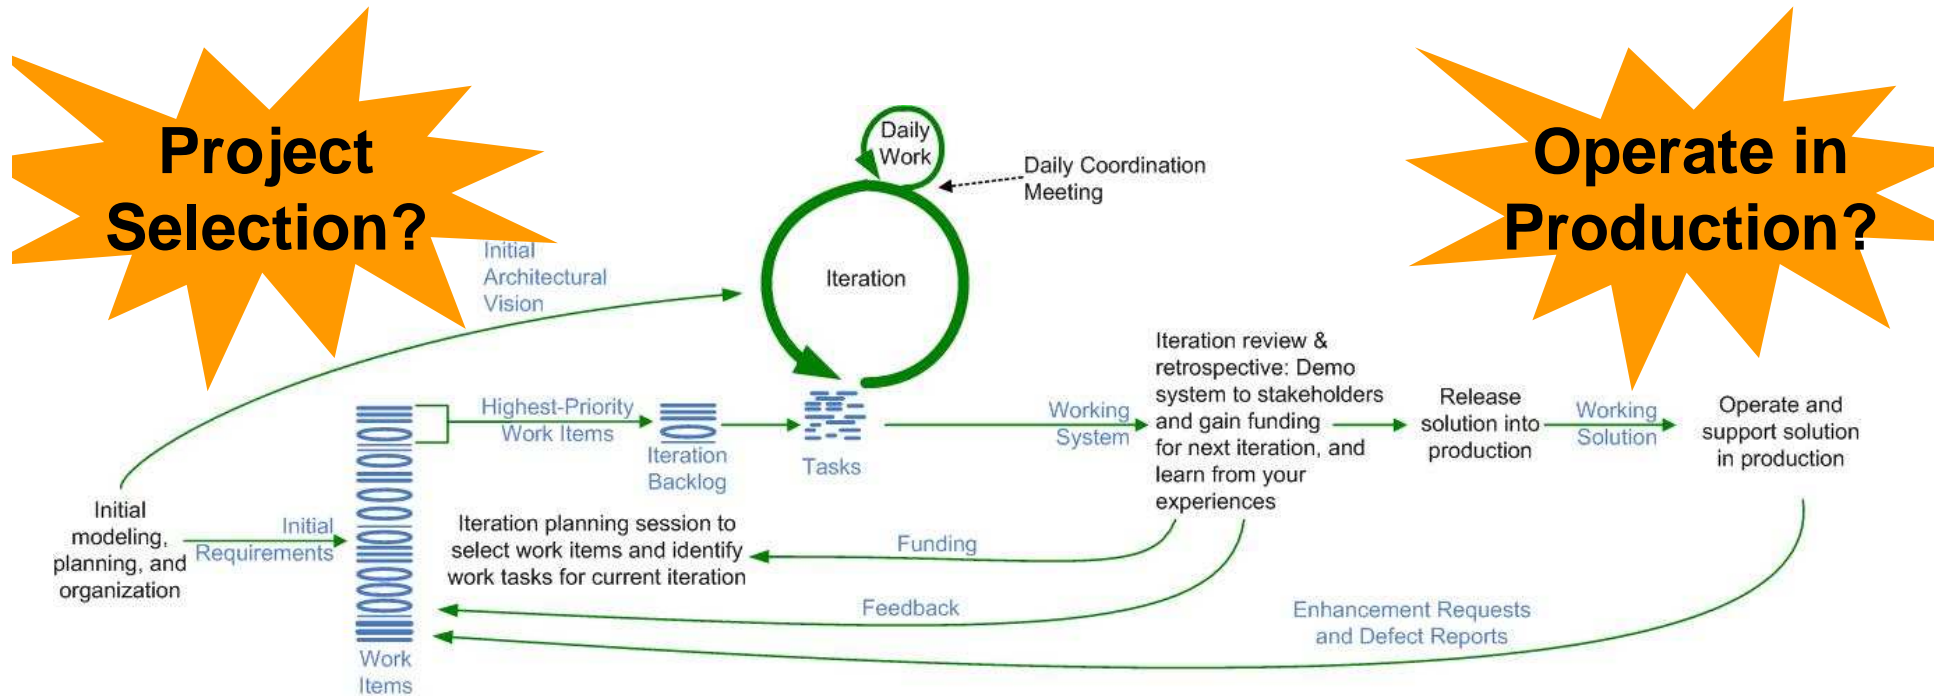 Project
Selection?
Operate in
Production?
Daily
Work
Daily Coordination
Meeting
Initial
Architectural
Vision
Iteration
Iteration review &
retrospective: Demo
system to stakeholders
and gain funding
for next iteration, and
learn from your
experiences
Highest-Priority
Work Items
Iteration
Backlog
Tasks
Working
System
Release
solution into
production
Working
Solution
Operate and
support solution
in production
Initial
modeling,
planning, and
organization
Initial
Requirements
Iteration planning session to
select work items and identify
work tasks for current iteration
Funding
Feedback
Enhancement Requests
and Defect Reports
Work
Items